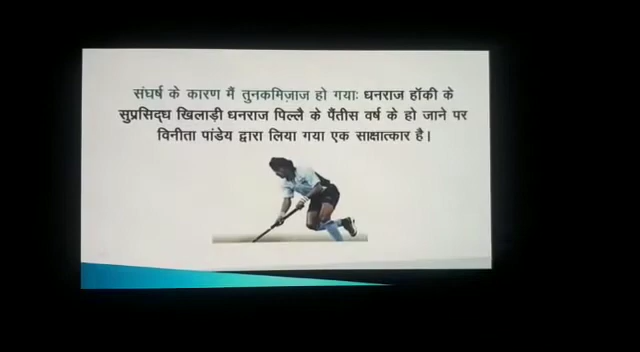 संघर्ष के कारण मैं तुनकमिज़ाज हो गयाः धनराज हॉकी के
सुप्रसिद्ध खिलाड़ी धनराज पिल्लै के पैंतीस वर्ष के हो जाने पर
विनीता पांडेय द्वारा लिया गया एक साक्षात्कार है।